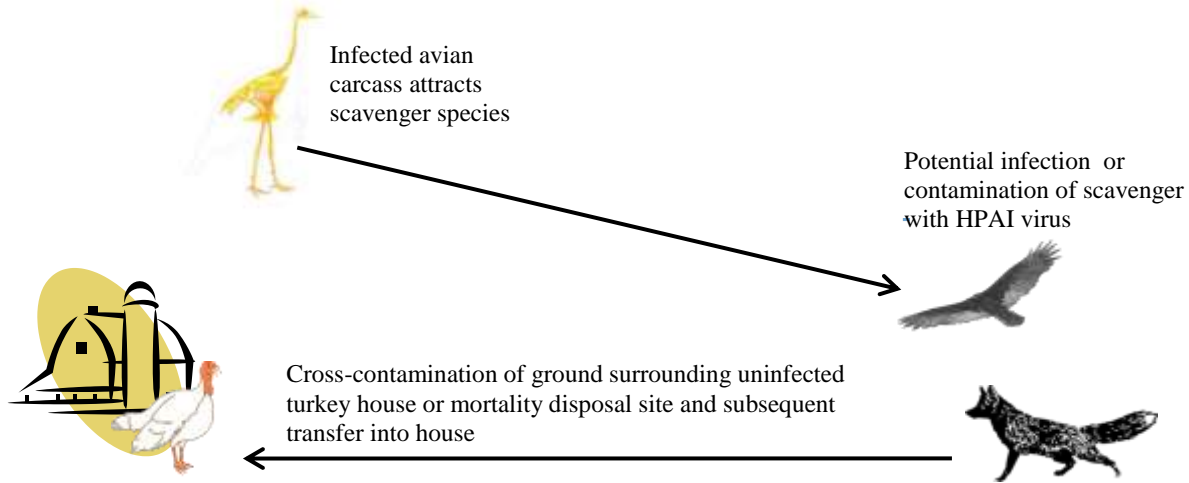 Infected avian
carcass attracts
scavenger species
Potential infection or
contamination of scavenger
with HPAI virus
Cross-contamination of ground surrounding uninfected
turkey house or mortality disposal site and subsequent
transfer into house